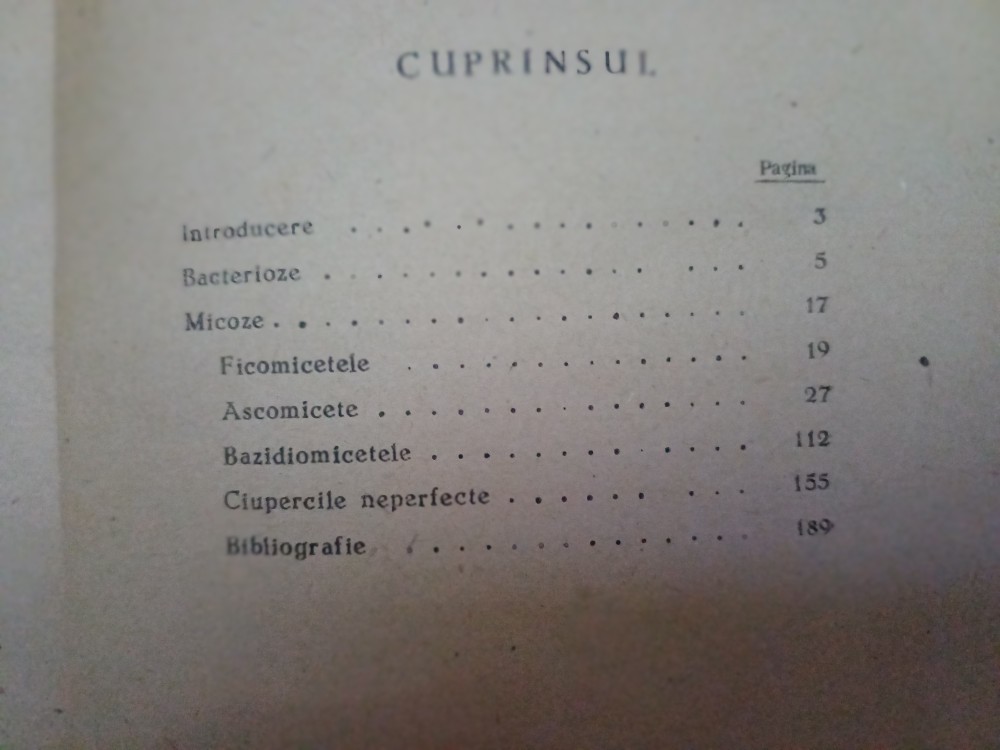 CUPRINSUL
Pagina
Introducere . . . . . . . . . . . . . . . 3
Bacterioze . . . . . . . . . . . . . . . . 5
Micoze . . . . . . . . . . . . . . . . . . 17
Ficomicetele . . . . . . . . . . . . . . 19
Ascomicete . . . . . . . . . . . . . . . 27
Bazidiomicetele . . . . . . . . . . . . . 112
Ciupercile neperfecte . . . . . . . . . 155
Bibliografie . . . . . . . . . . . . . . 189